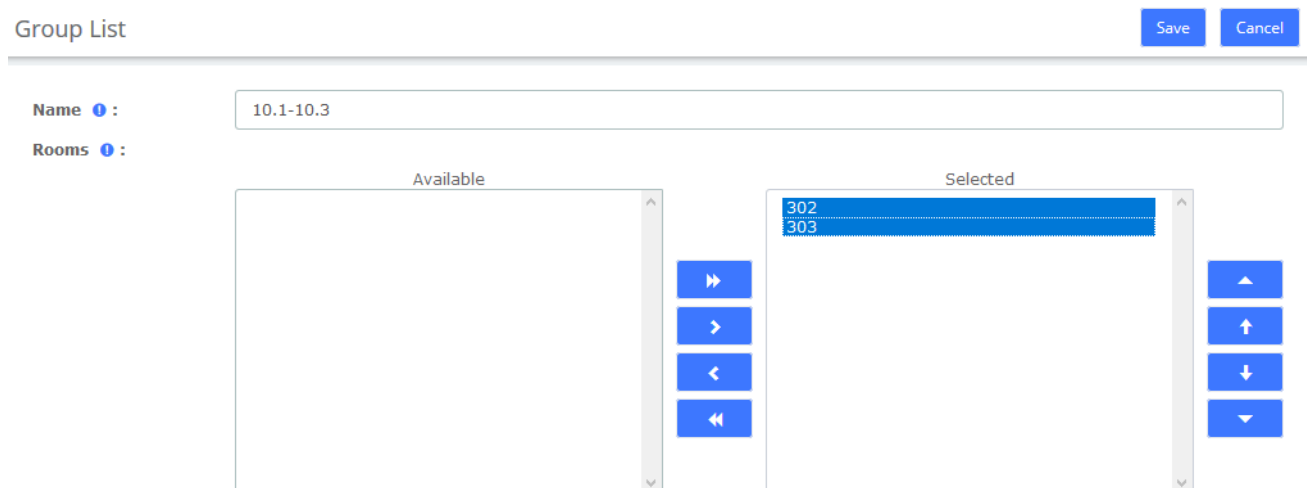 Group List
Save
Cancel
Name :
10.1-10.3
Rooms :
Available
Selected
302
303